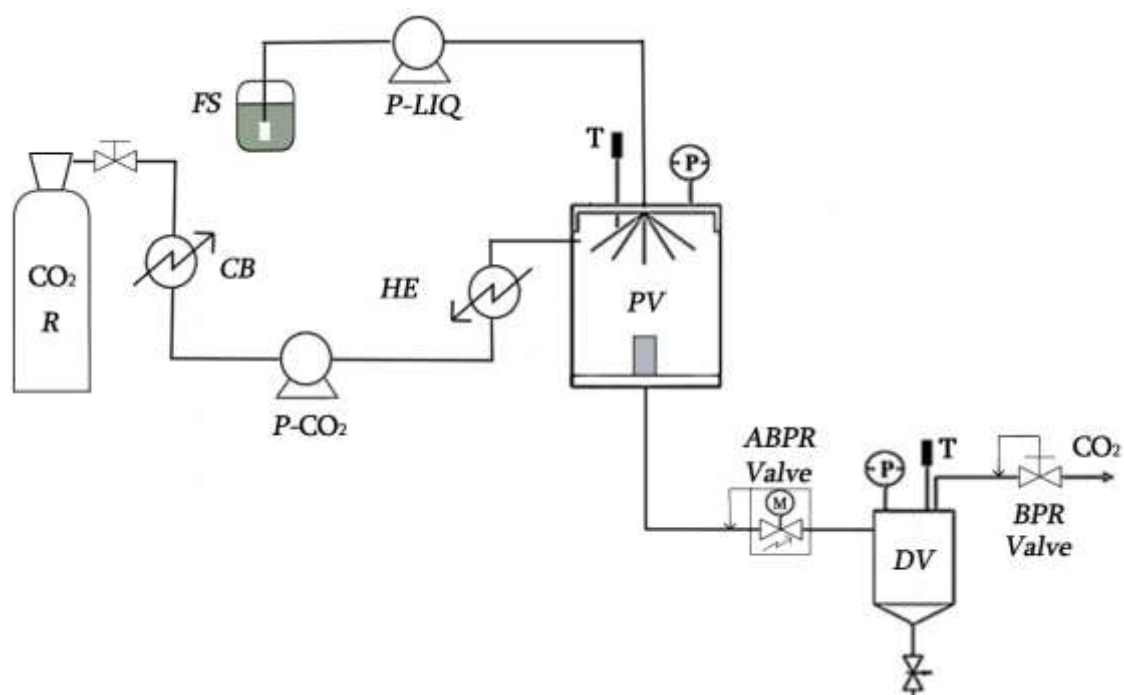 FS
P-LIQ
T
P
CO₂
R
CB
HE
PV
P-CO₂
ABPR
Valve
M
P
T
CO₂
BPR
Valve
DV